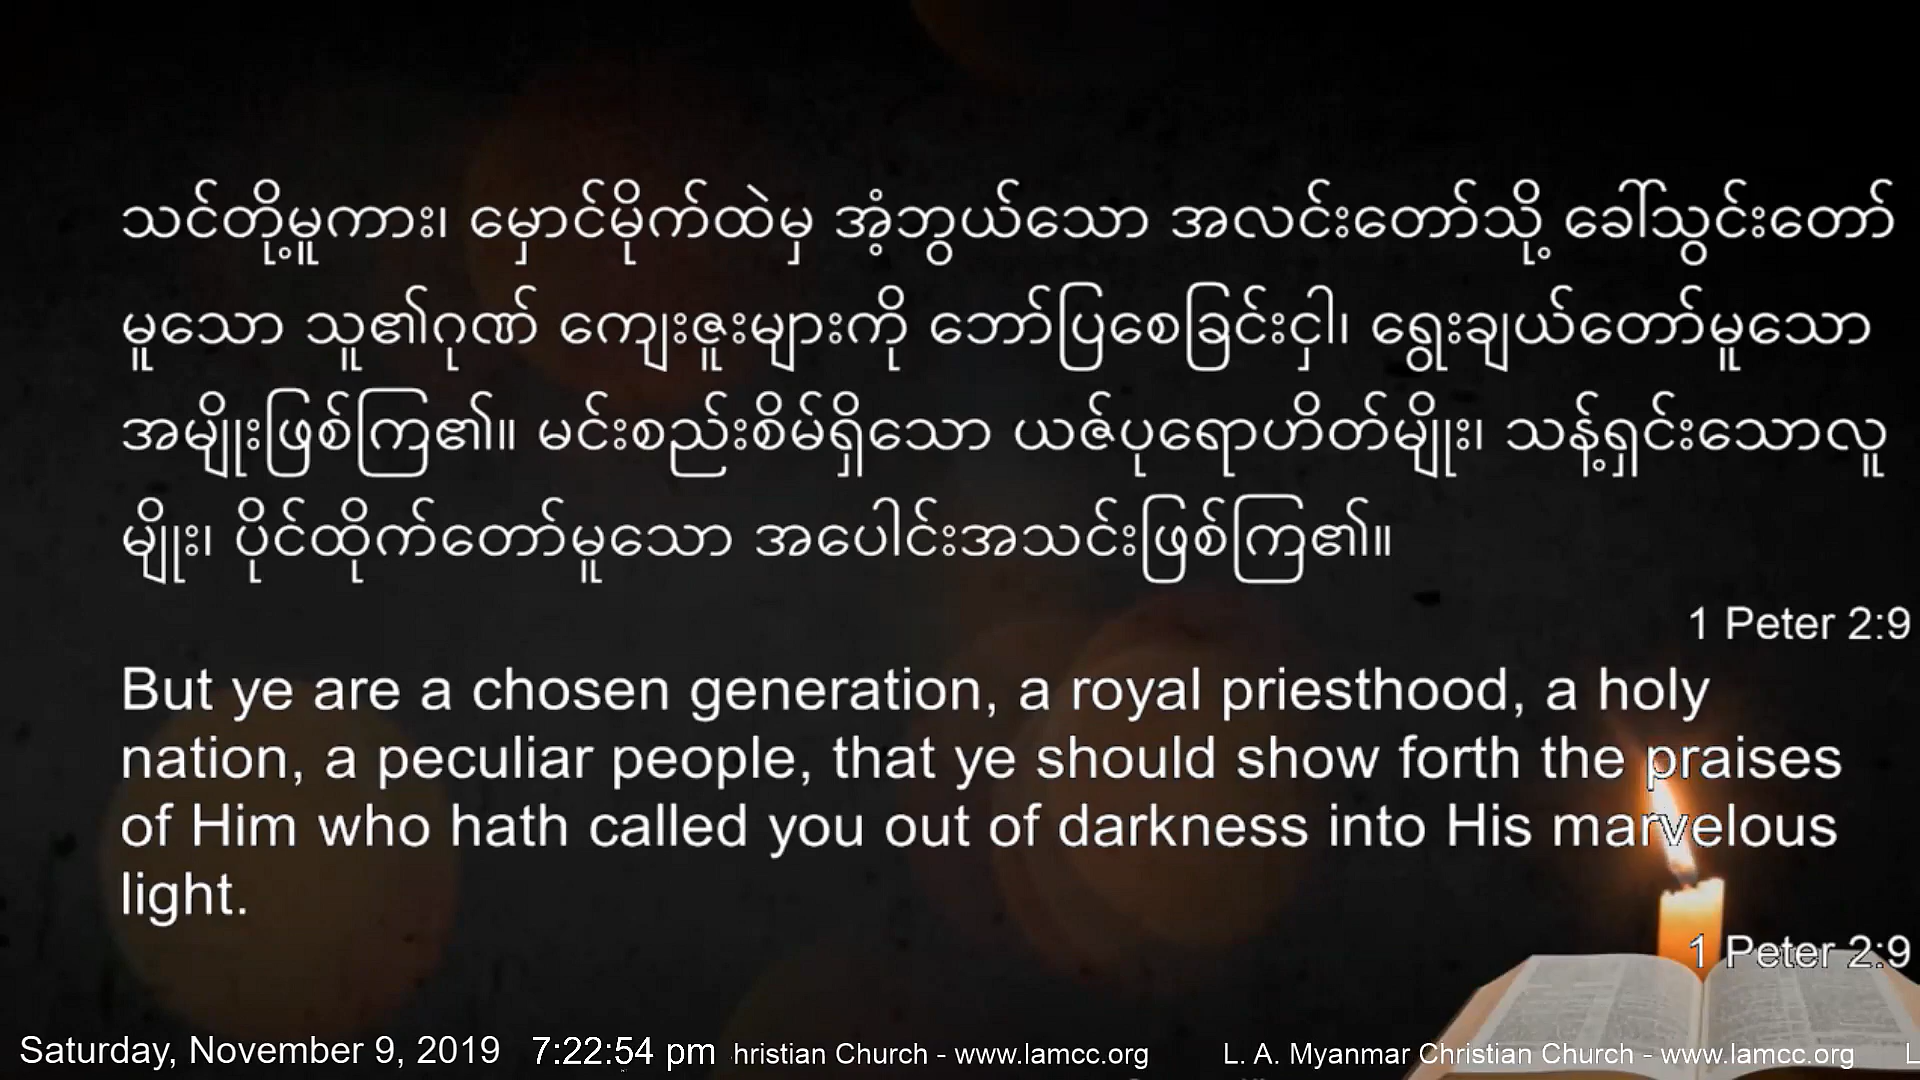 သင်တို့မူကား၊ မှောင်မိုက်ထဲမှ အံ့ဘွယ်သော အလင်းတော်သို့ ခေါ်သွင်းတော်
မူသော သူ၏ဂုဏ် ကျေးဇူးများကို ဘော်ပြစေခြင်းငှါ၊ ရွေးချယ်တော်မူသော
အမျိုးဖြစ်ကြ၏။ မင်းစည်းစိမ်ရှိသော ယဇ်ပုရောဟိတ်မျိုး၊ သန့်ရှင်းသောလူ
မျိုး၊ ပိုင်ထိုက်တော်မူသော အပေါင်းအသင်းဖြစ်ကြ၏။
1 Peter 2:9
But ye are a chosen generation, a royal priesthood, a holy
nation, a peculiar people, that ye should show forth the praises
of Him who hath called you out of darkness into His marvelous
light.
1 Peter 2:9
Saturday, November 9, 2019 7:22:54 pm hristian Church - www.lamcc.org L. A. Myanmar Christian Church - www.lamcc.org L